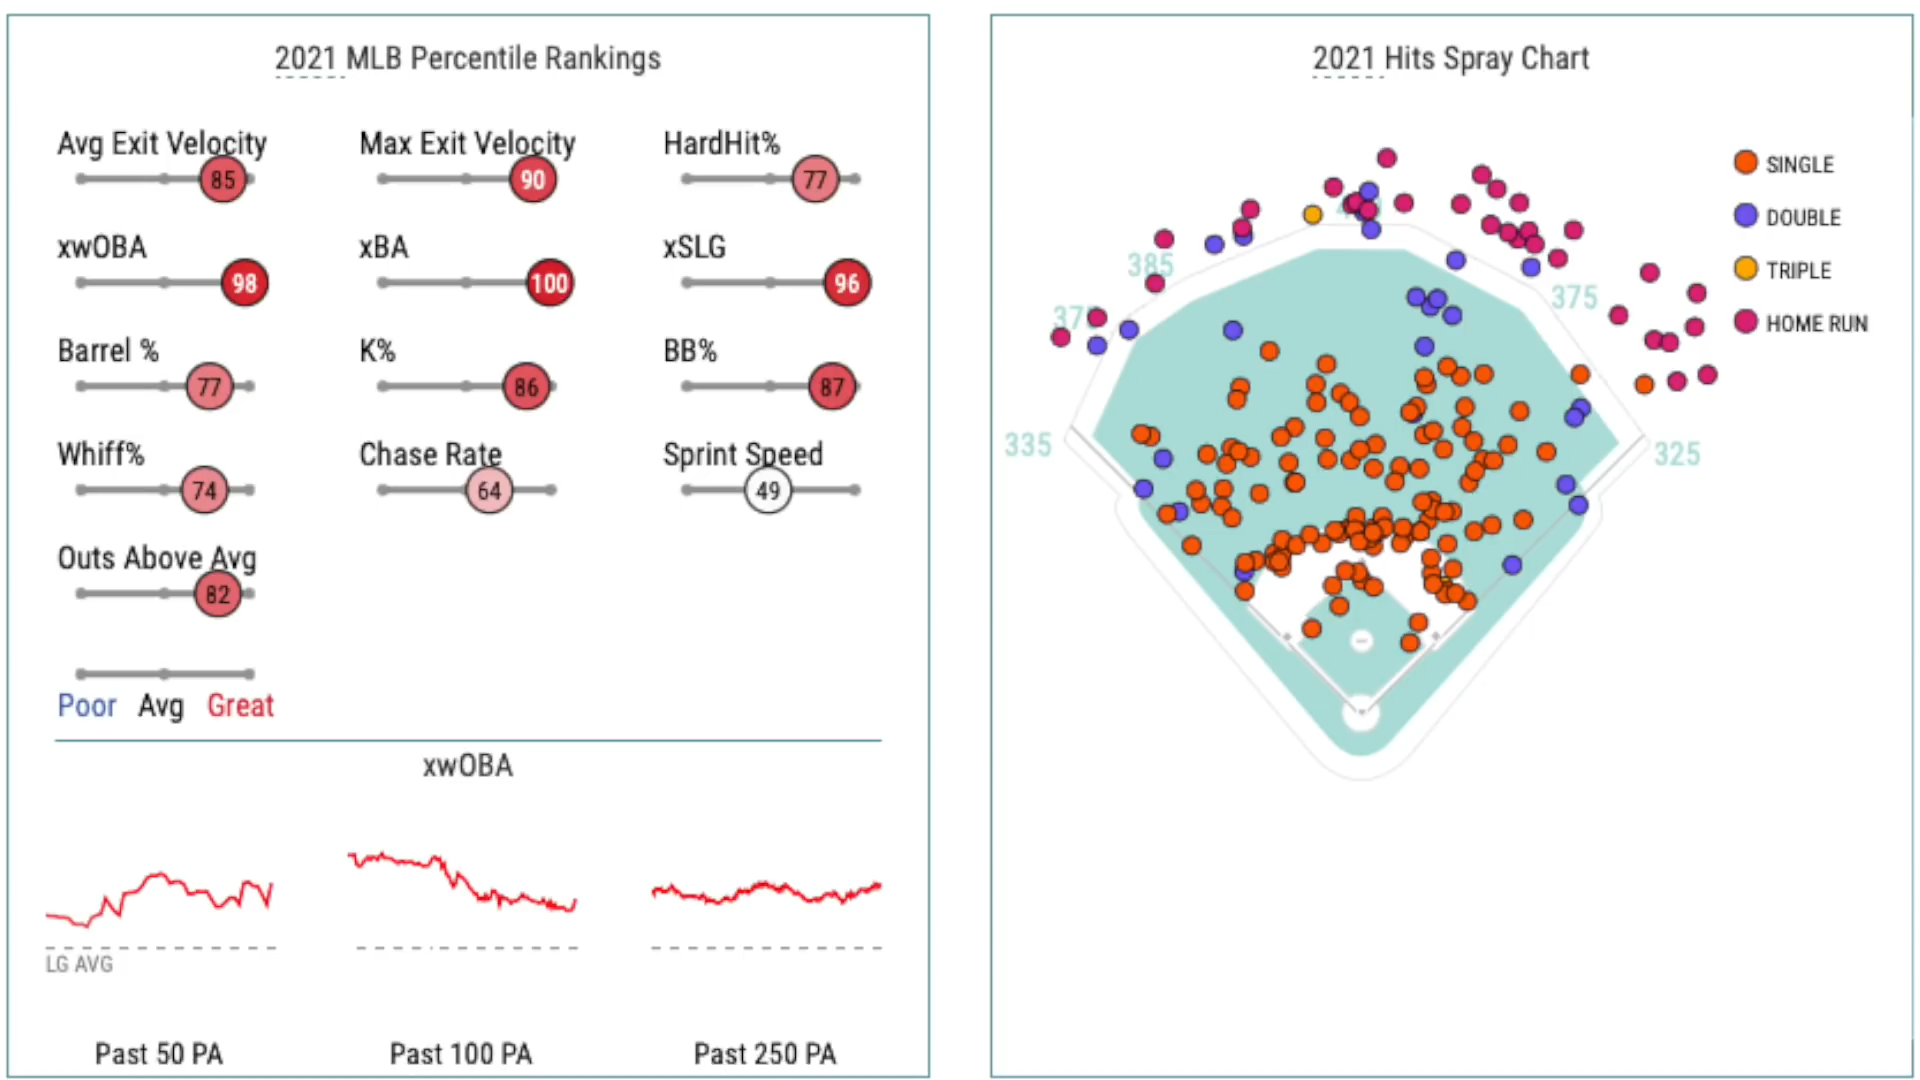 2021 MLB Percentile Rankings
Avg Exit Velocity
85
Max Exit Velocity
90
HardHit%
77
xwOBA
98
xBA
100
xSLG
96
Barrel %
77
K%
86
BB%
87
Whiff%
74
Chase Rate
64
Sprint Speed
49
Outs Above Avg
82
Poor Avg Great
xwOBA
LG AVG
Past 50 PA
Past 100 PA
Past 250 PA
2021 Hits Spray Chart
SINGLE
DOUBLE
TRIPLE
HOME RUN
385
375
335
325